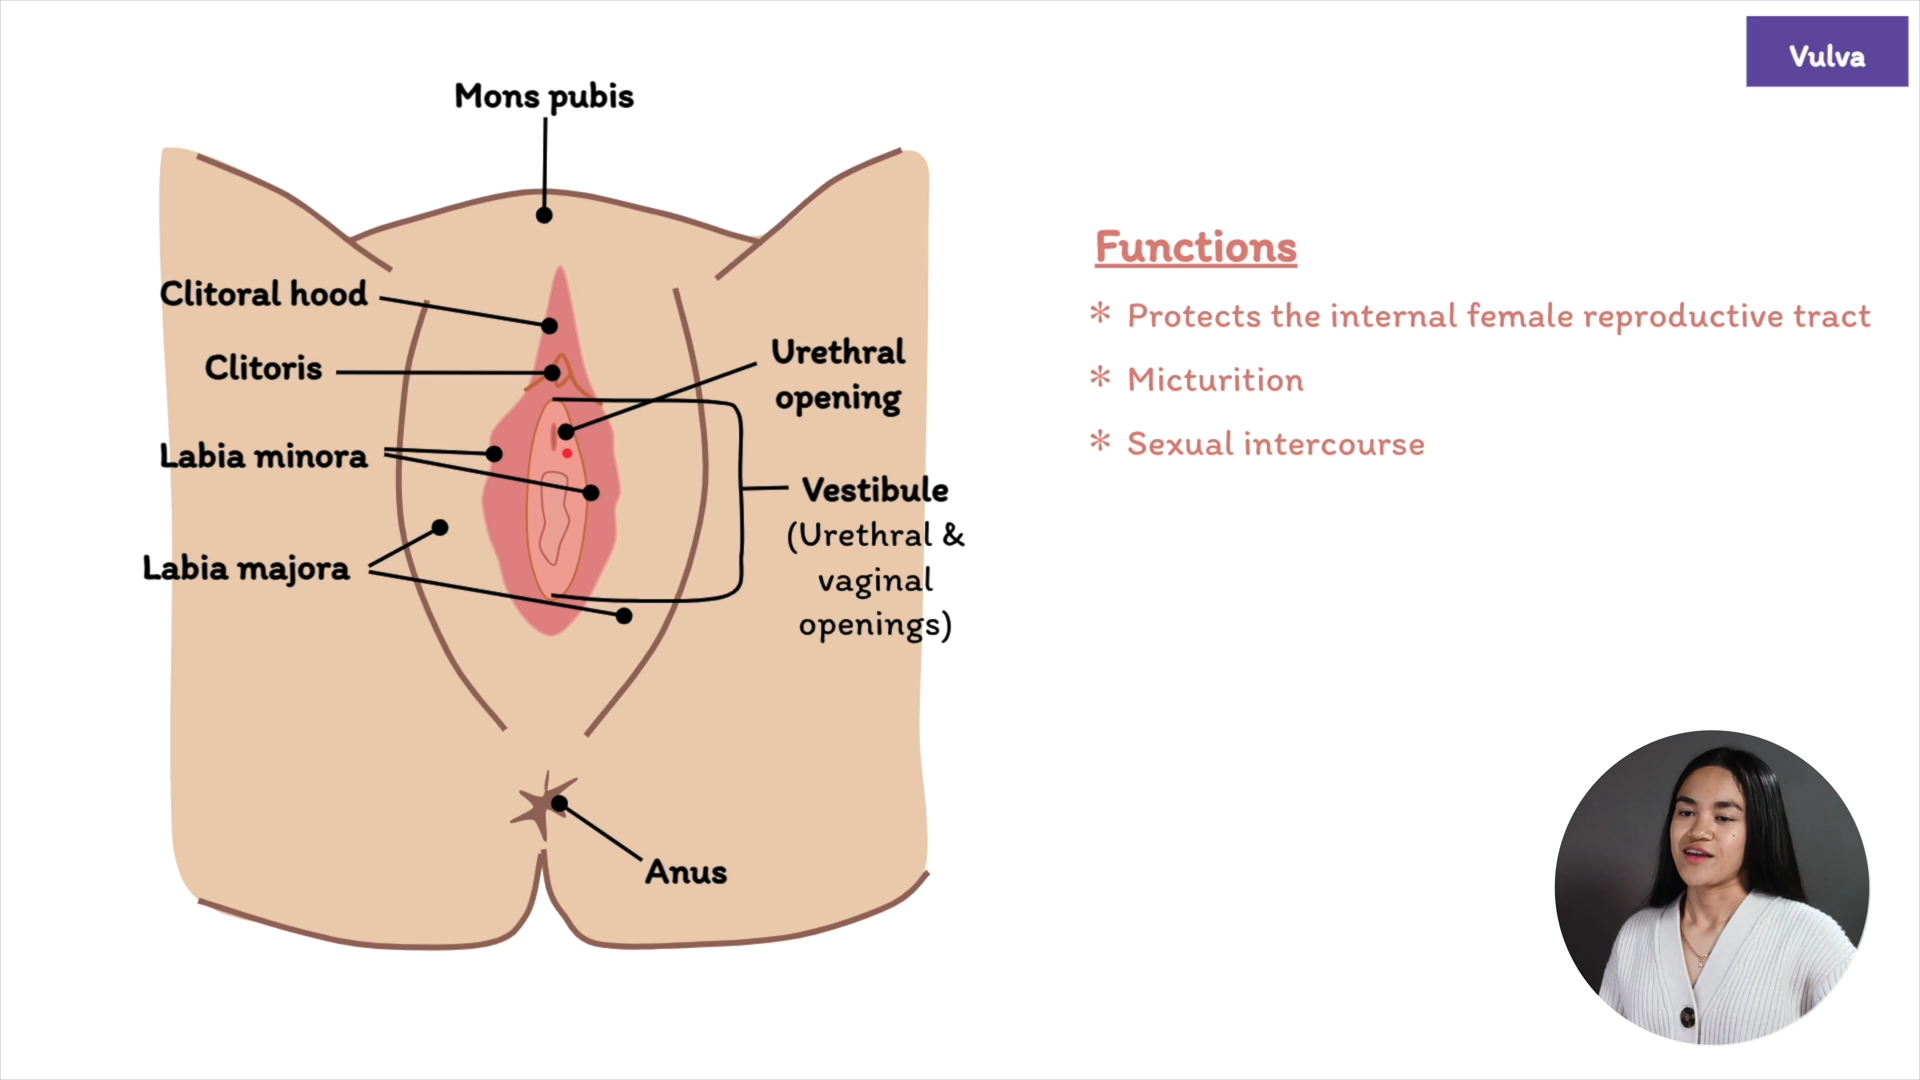 Vulva
Mons pubis
Clitoral hood
Clitoris
Labia minora
Labia majora
Urethral
opening
Vestibule
(Urethral &
vaginal
openings)
Anus
Functions
* Protects the internal female reproductive tract
* Micturition
* Sexual intercourse